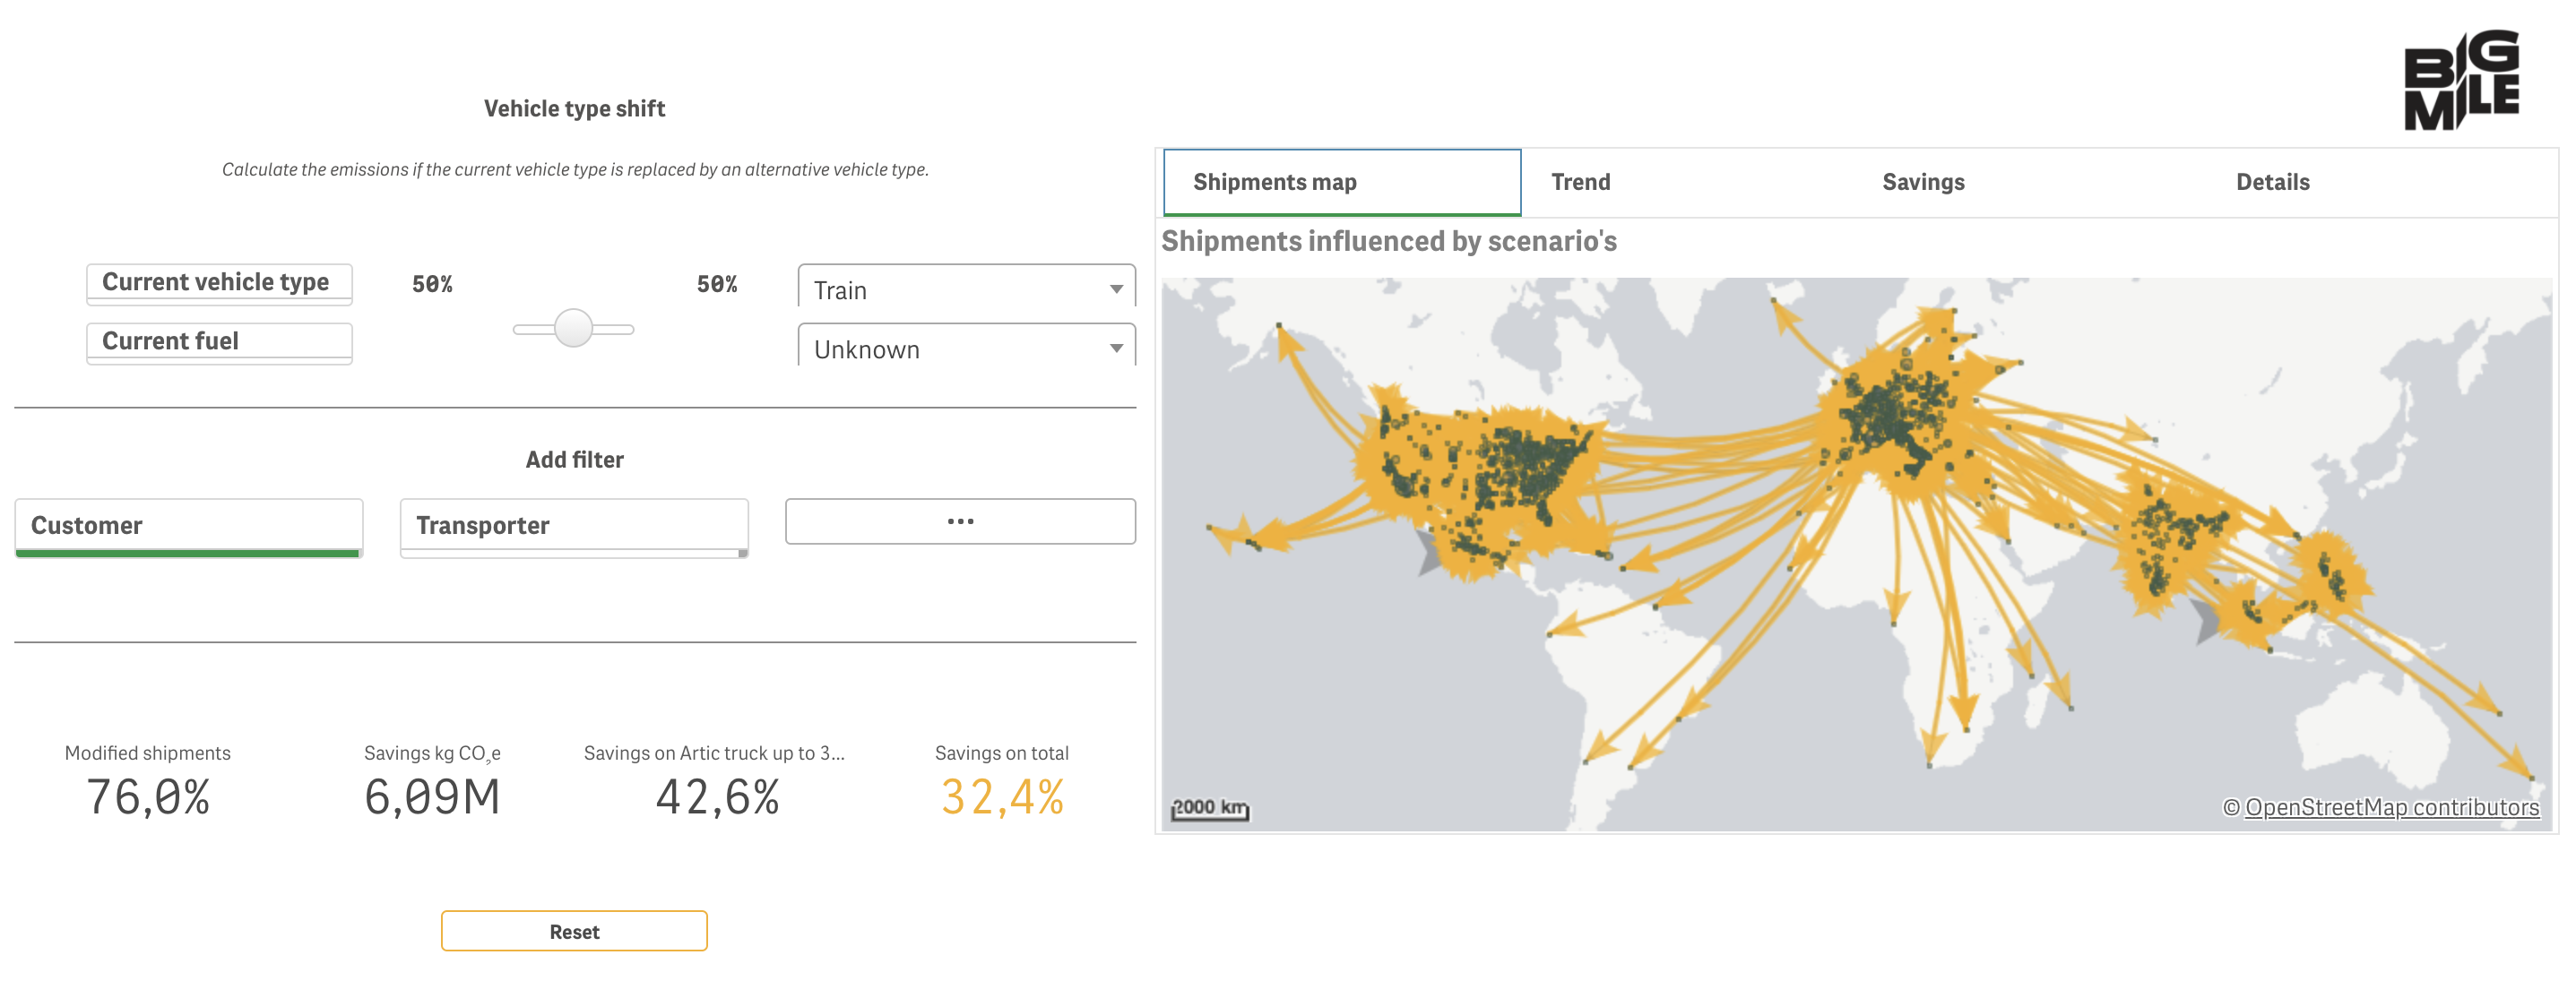 BIG
MILE
Vehicle type shift
Calculate the emissions if the current vehicle type is replaced by an alternative vehicle type.
Current vehicle type
50%
50%
Train
Current fuel
Unknown
Add filter
Customer
Transporter
...
Modified shipments
76,0%
Savings kg CO₂e
6,09M
Savings on Artic truck up to 3...
42,6%
Savings on total
32,4%
Reset
Shipments map
Trend
Savings
Details
Shipments influenced by scenario's
2000 km
© OpenStreetMap contributors